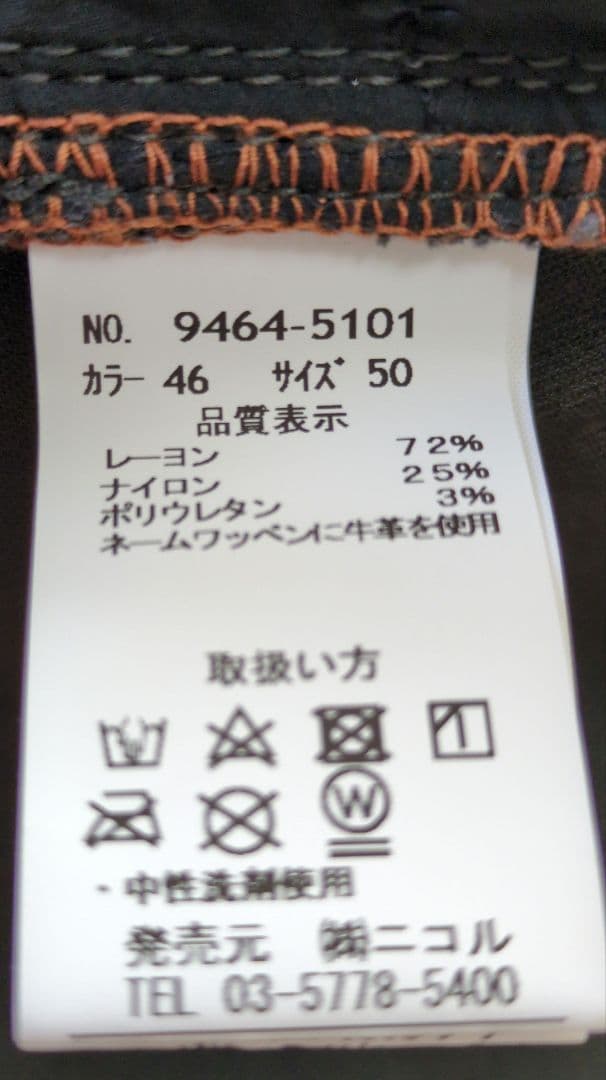 NO. 9464-5101
カラー 46 サイズ 50
品質表示
レーヨン 72%
ナイロン 25%
ポリウレタン 3%
ネームワッペンに牛革を使用
取扱い方
W
・中性洗剤使用
発売元 ㈱ニコル
TEL 03-5778-5400